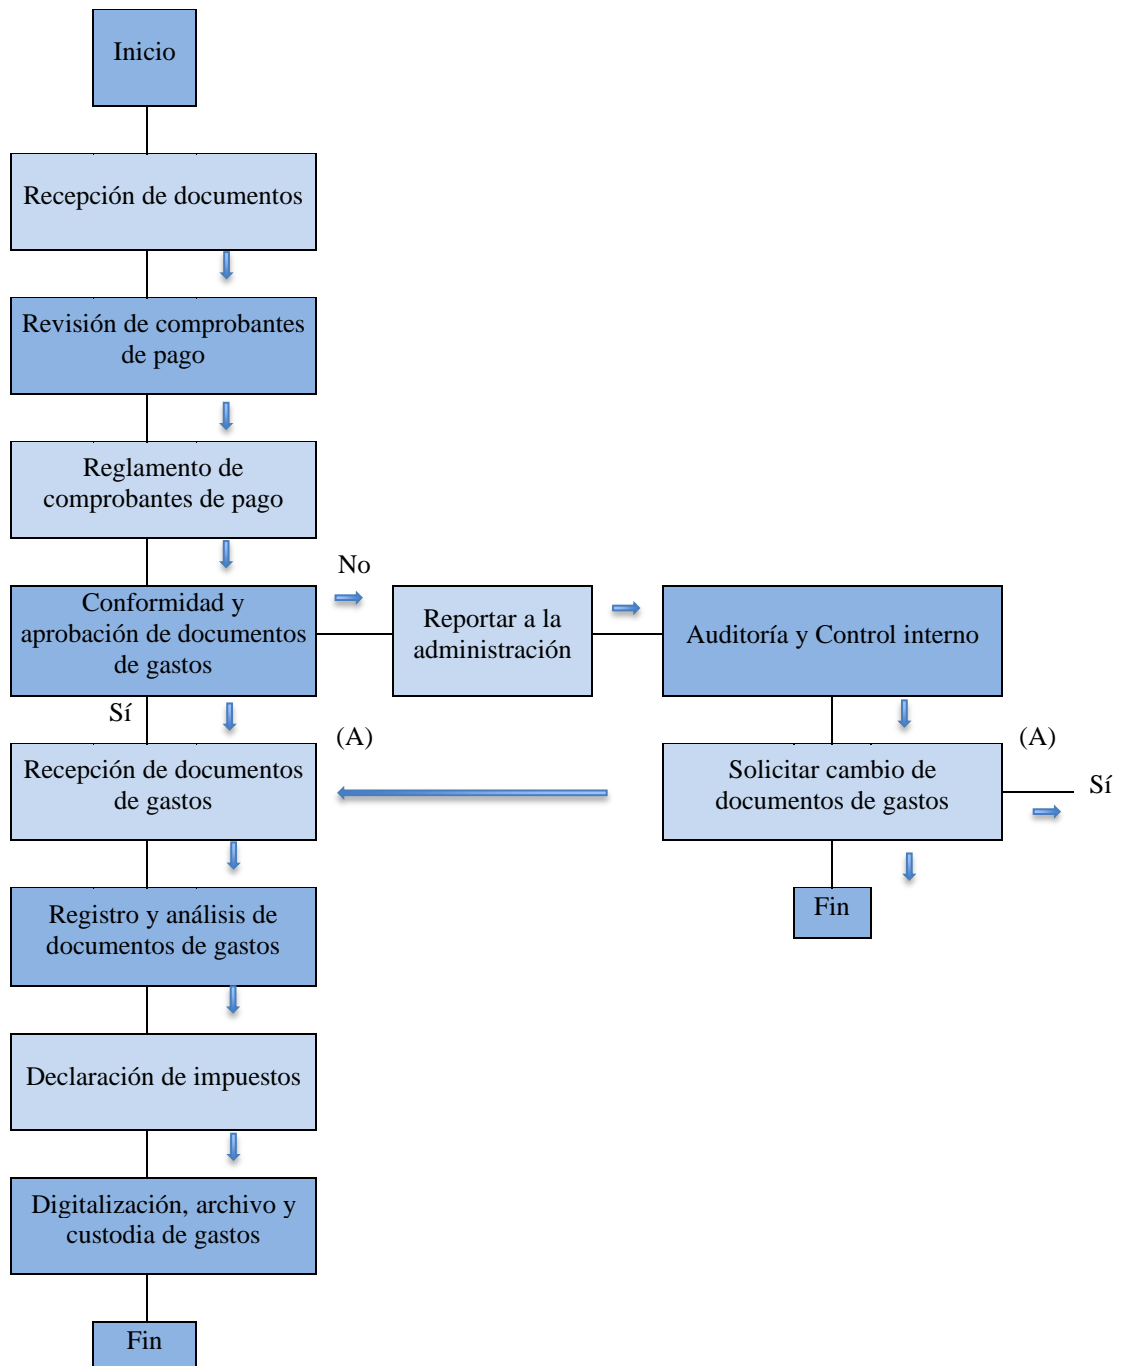 Inicio
Recepción de documentos
Revisión de comprobantes
de pago
Reglamento de
comprobantes de pago
No
Conformidad y
aprobación de documentos
de gastos
Reportar a la
administración
Auditoría y Control interno
Sí
(A)
(A)
Recepción de documentos
de gastos
Solicitar cambio de
documentos de gastos
Sí
Registro y análisis de
documentos de gastos
Fin
Declaración de impuestos
Digitalización, archivo y
custodia de gastos
Fin